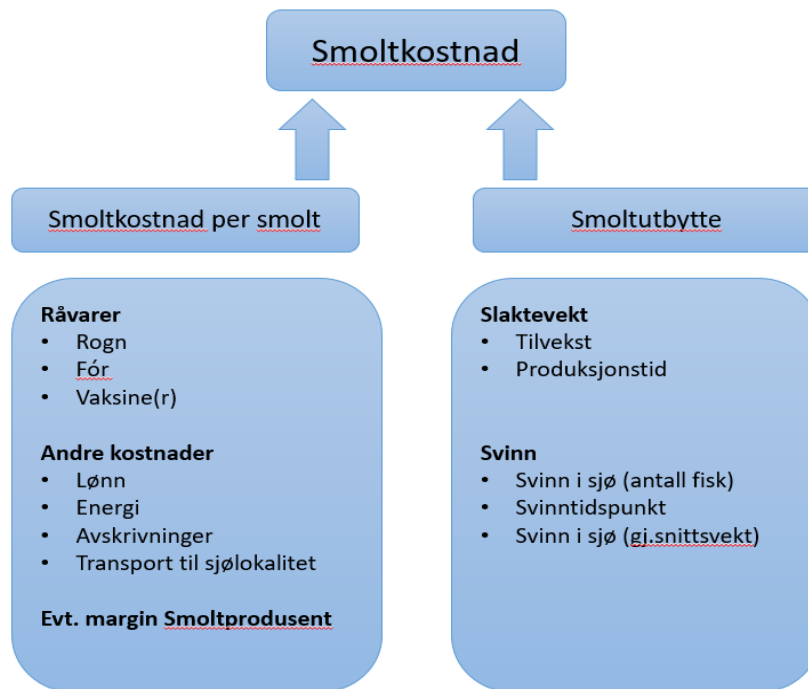 Smoltkostnad
Smoltkostnad per smolt
Smoltutbytte
Råvarer
• Rogn
• Fór
• Vaksine(r)
Andre kostnader
• Lønn
• Energi
• Avskrivninger
• Transport til sjølokalitet
Evt. margin Smoltprodusent
Slaktevekt
• Tilvekst
• Produksjonstid
Svinn
• Svinn i sjø (antall fisk)
• Svinntidspunkt
• Svinn i sjø (gj.snittsvekt)